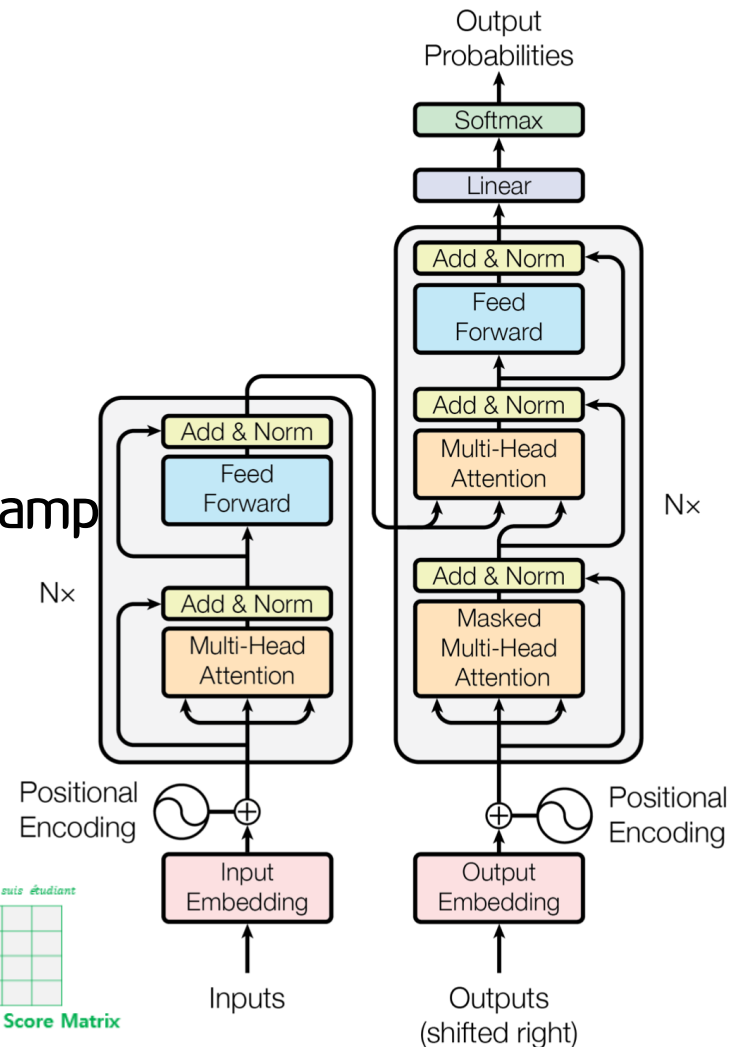 Output
Probabilities
Softmax
Linear
Add & Norm
Feed
Forward
Add & Norm
Multi-Head
Attention
Nx
Add & Norm
Masked
Multi-Head
Attention
Add & Norm
Feed
Forward
amp
Nx
Add & Norm
Multi-Head
Attention
Positional
Encoding
Positional
Encoding
Input
Embedding
Output
Embedding
suis étudiant
Score Matrix
Inputs
Outputs
(shifted right)